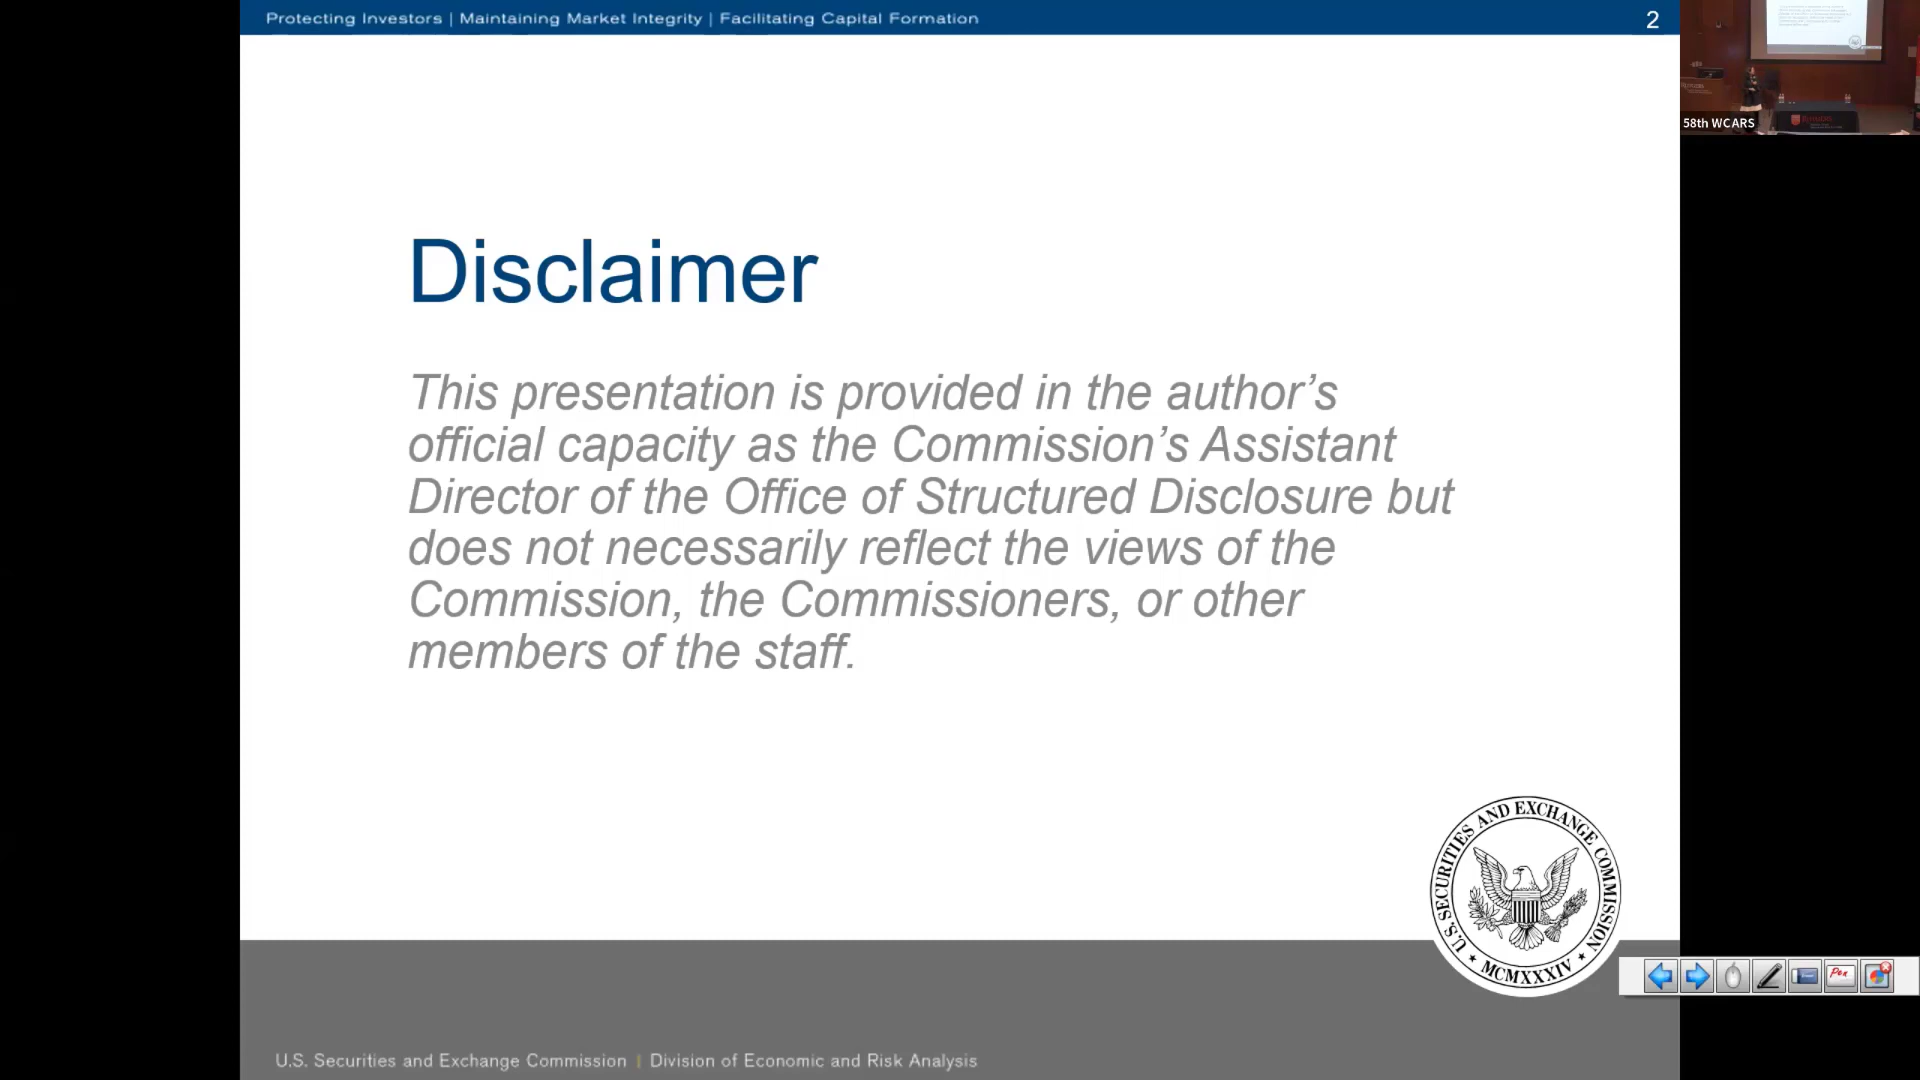 Protecting Investors | Maintaining Market Integrity | Facilitating Capital Formation
2
58th WCARS
Disclaimer
This presentation is provided in the author’s
official capacity as the Commission’s Assistant
Director of the Office of Structured Disclosure but
does not necessarily reflect the views of the
Commission, the Commissioners, or other
members of the staff.
U.S. SECURITIES AND EXCHANGE COMMISSION
MCMXXXIV
Pen
U.S. Securities and Exchange Commission | Division of Economic and Risk Analysis